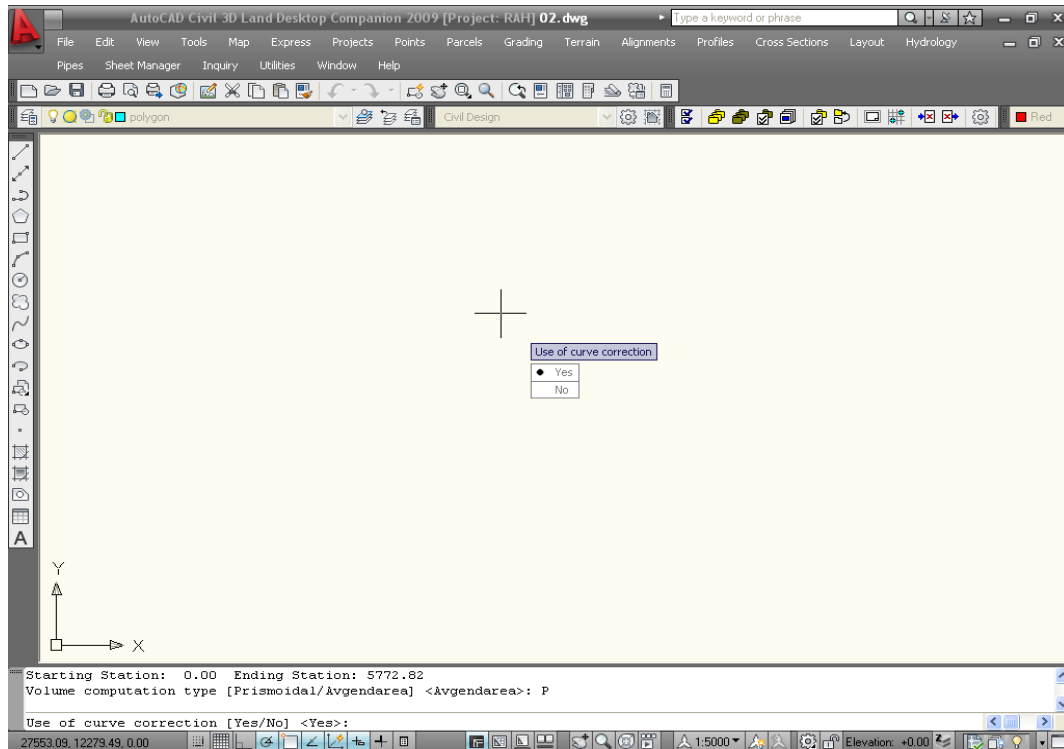 AutoCAD Civil 3D Land Desktop Companion 2009 [Project: RAH] 02.dwg Type a keyword or phrase
File Edit View Tools Map Express Projects Points Parcels Grading Terrain Alignments Profiles Cross Sections Layout Hydrology
Pipes Sheet Manager Inquiry Utilities Window Help
polygon Civil Design Red
Use of curve correction
Yes
No
A
Y
X
Starting Station: 0.00 Ending Station: 5772.82
Volume computation type [Prismoidal/Avgendarea] <Avgendarea>: P
Use of curve correction [Yes/No] <Yes>:
27553.09, 12279.49, 0.00 1:5000 Elevation: +0.00